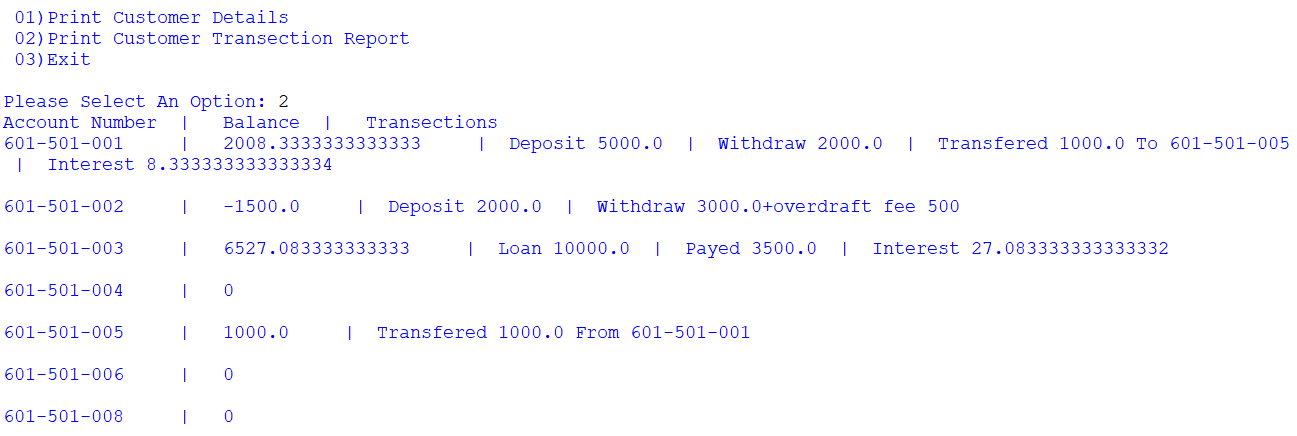 01)Print Customer Details
02)Print Customer Transection Report
03)Exit
Please Select An Option: 2
Account Number | Balance | Transections
601-501-001 | 2008.3333333333333 | Deposit 5000.0 | Withdraw 2000.0 | Transfered 1000.0 To 601-501-005
| Interest 8.333333333333334
601-501-002 | -1500.0 | Deposit 2000.0 | Withdraw 3000.0+overdraft fee 500
601-501-003 | 6527.083333333333 | Loan 10000.0 | Payed 3500.0 | Interest 27.083333333333332
601-501-004 | 0
601-501-005 | 1000.0 | Transfered 1000.0 From 601-501-001
601-501-006 | 0
601-501-008 | 0